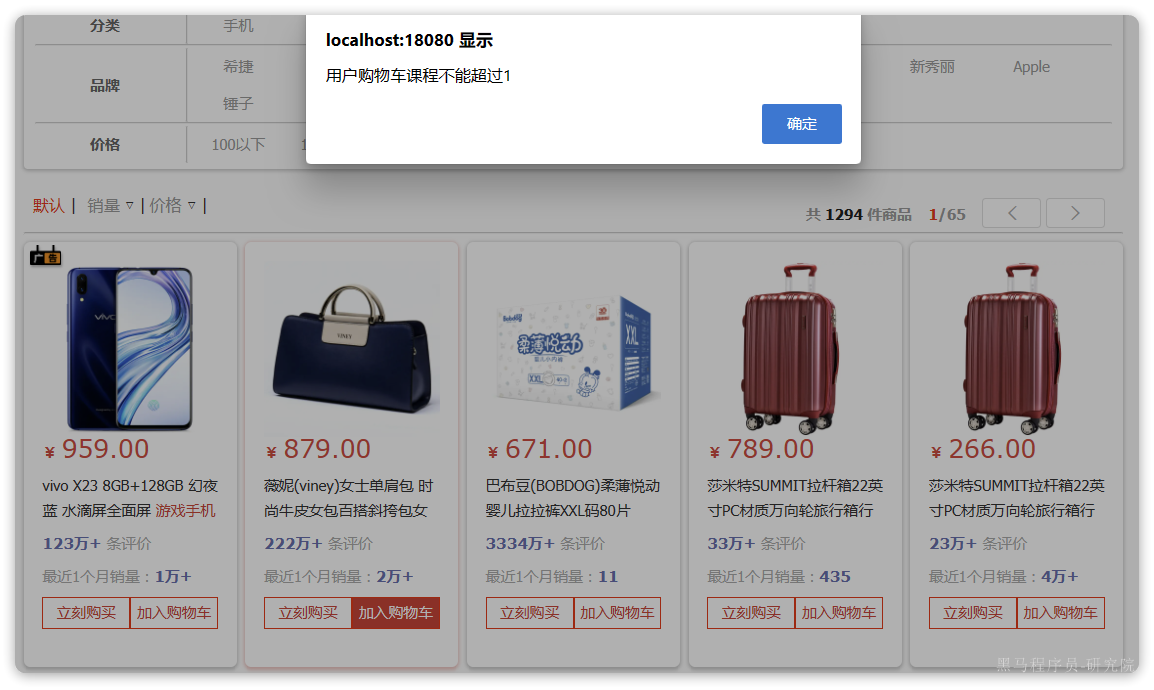 localhost:18080 显示
用户购物车课程不能超过1
确定
分类 手机
品牌 希捷 新秀丽 Apple
锤子
价格 100以下
默认 | 销量 ▿ | 价格 ▿ |
共 1294 件商品 1/65 < >
广告
vivo
VINEY
Bobdog
柔薄悦动
婴儿小内裤
XXL
XXL
¥ 959.00
vivo X23 8GB+128GB 幻夜
蓝 水滴屏全面屏 游戏手机
123万+ 条评价
最近1个月销量：1万+
立刻购买 加入购物车
¥ 879.00
薇妮(viney)女士单肩包 时
尚牛皮女包百搭斜挎包女
222万+ 条评价
最近1个月销量：2万+
立刻购买 加入购物车
¥ 671.00
巴布豆(BOBDOG)柔薄悦动
婴儿拉拉裤XXL码80片
3334万+ 条评价
最近1个月销量：11
立刻购买 加入购物车
¥ 789.00
莎米特SUMMIT拉杆箱22英
寸PC材质万向轮旅行箱行
33万+ 条评价
最近1个月销量：435
立刻购买 加入购物车
¥ 266.00
莎米特SUMMIT拉杆箱22英
寸PC材质万向轮旅行箱行
23万+ 条评价
最近1个月销量：4万+
立刻购买 加入购物车
黑马程序员-研究院